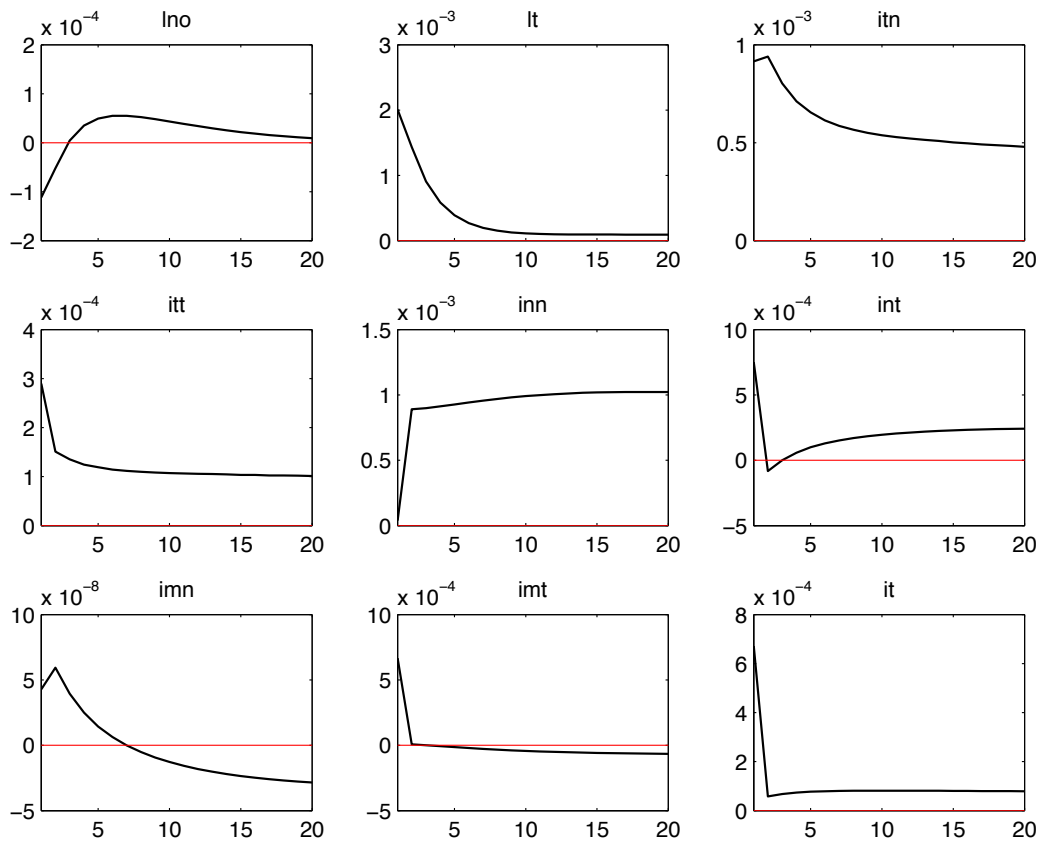 lno lt itn
x 10−4 x 10−3 x 10−3
2 3 1
1 2
0 0.5
−1 1
−2 0 0
5 10 15 20 5 10 15 20 5 10 15 20
itt inn int
x 10−4 x 10−3 x 10−4
4 1.5 10
3 1 5
2
1 0.5 0
0 0 −5
5 10 15 20 5 10 15 20 5 10 15 20
imn imt it
x 10−8 x 10−4 x 10−4
10 10 8
5 5 6
4
0 0 2
−5 −5 0
5 10 15 20 5 10 15 20 5 10 15 20